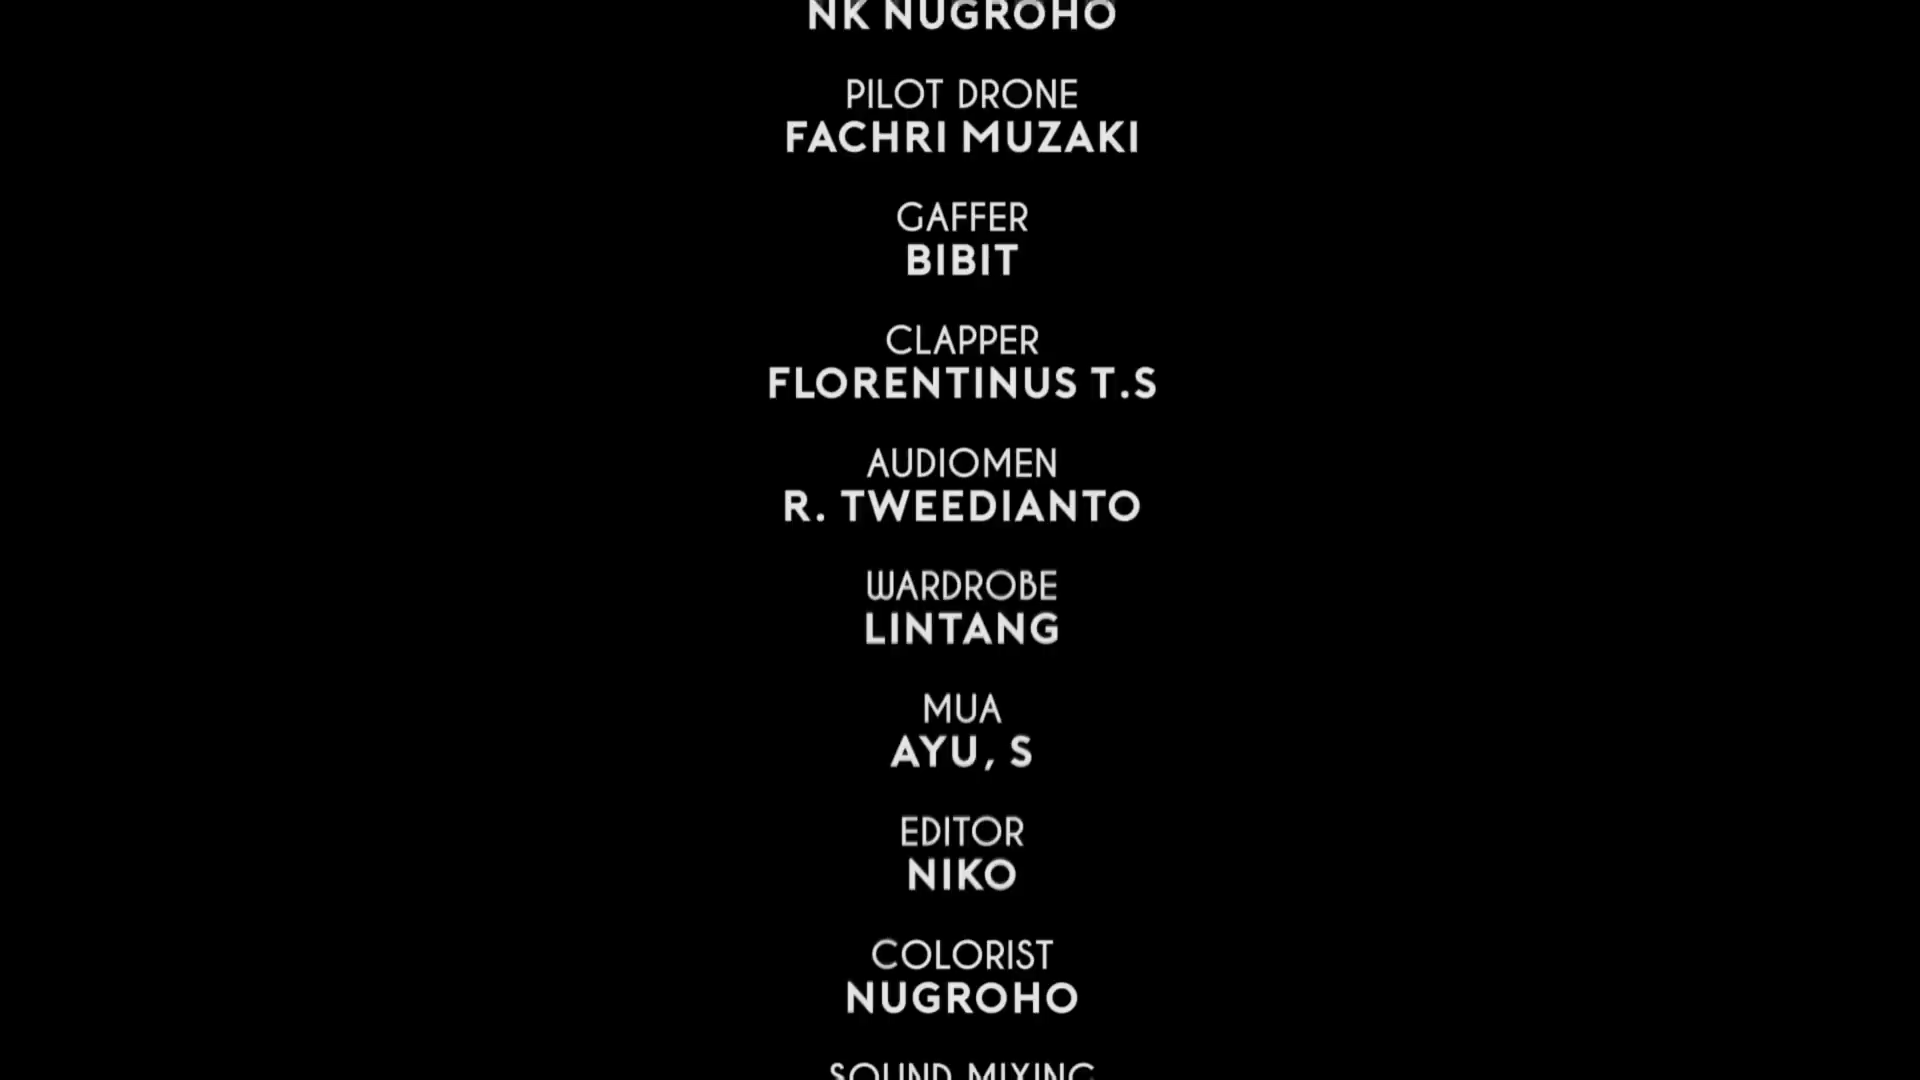 NK NUGROHO
PILOT DRONE
FACHRI MUZAKI
GAFFER
BIBIT
CLAPPER
FLORENTINUS T.S
AUDIOMEN
R. TWEEDIANTO
WARDROBE
LINTANG
MUA
AYU, S
EDITOR
NIKO
COLORIST
NUGROHO
SOUND MIXING